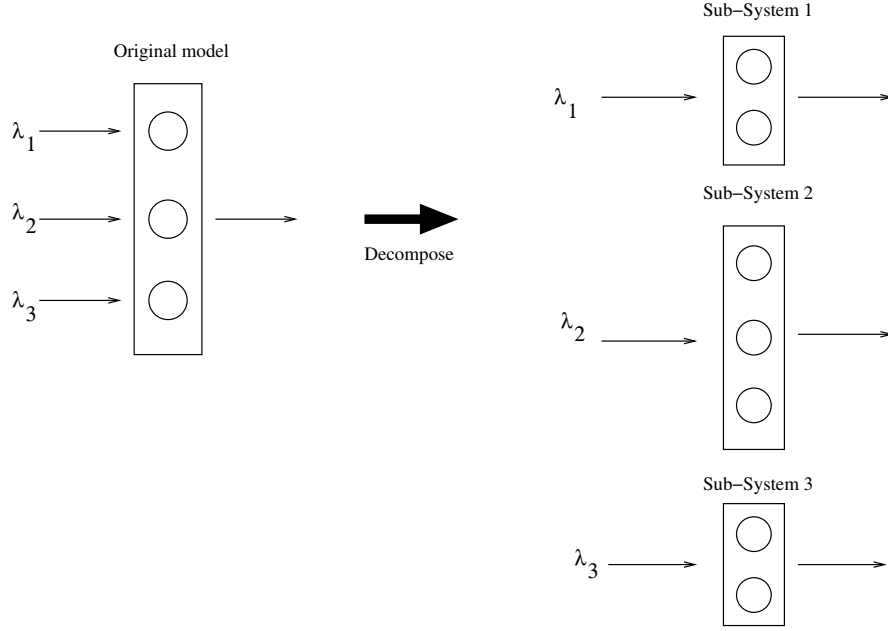 Original model
λ1
λ2
λ3
Decompose
Sub-System 1
λ1
Sub-System 2
λ2
Sub-System 3
λ3